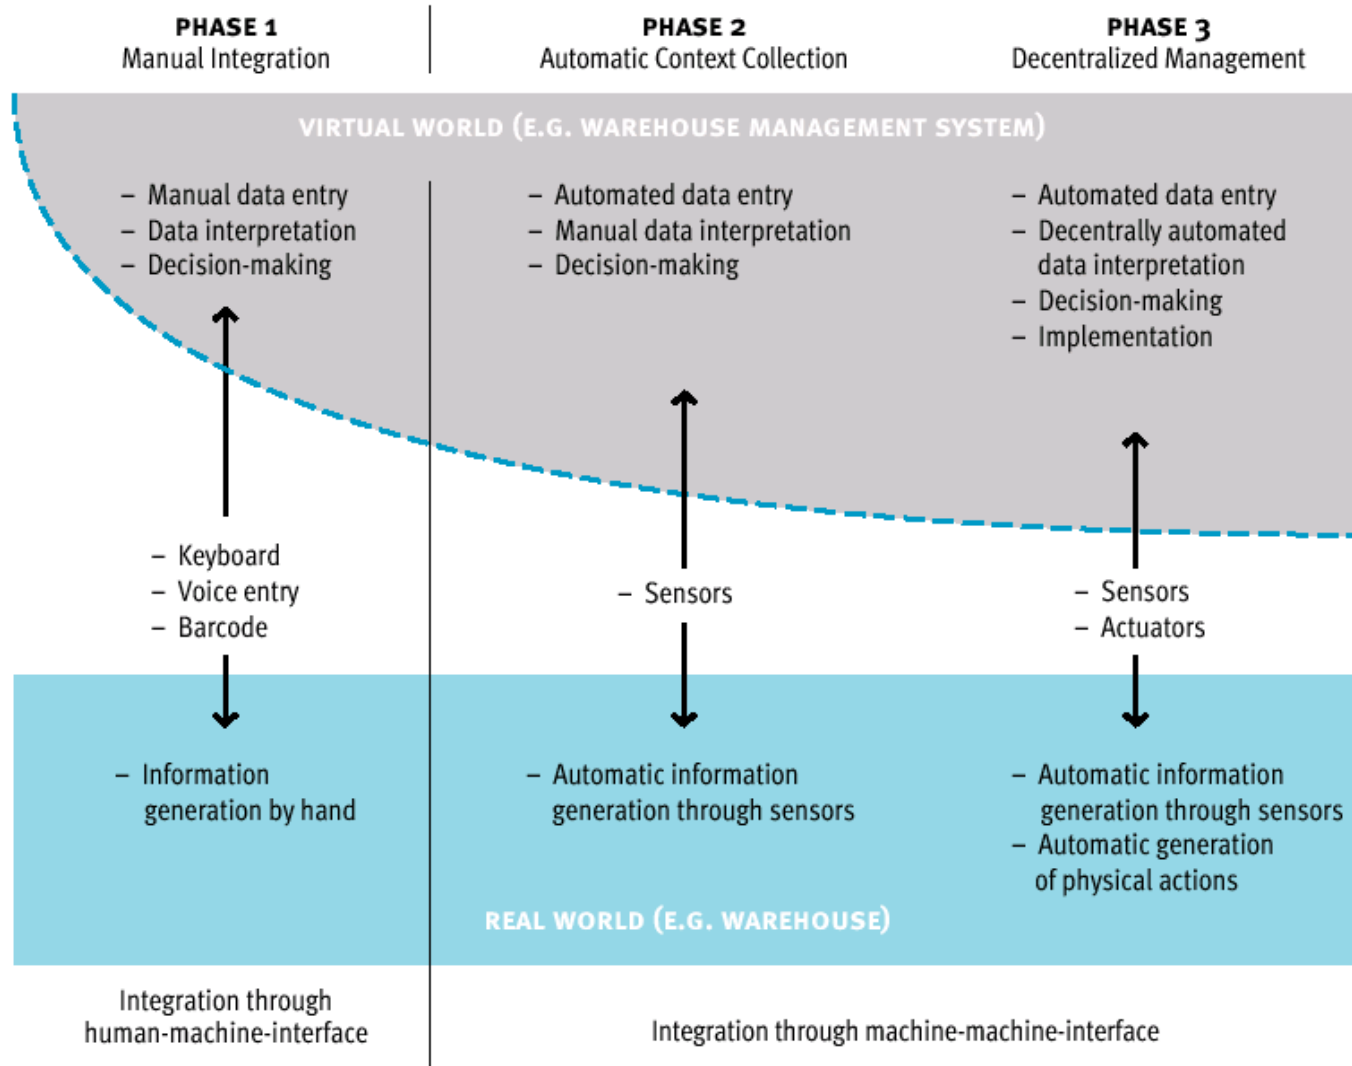 PHASE 1
Manual Integration
PHASE 2
Automatic Context Collection
PHASE 3
Decentralized Management
VIRTUAL WORLD (E.G. WAREHOUSE MANAGEMENT SYSTEM)
– Manual data entry
– Data interpretation
– Decision-making
– Automated data entry
– Manual data interpretation
– Decision-making
– Automated data entry
– Decentrally automated
data interpretation
– Decision-making
– Implementation
– Keyboard
– Voice entry
– Barcode
– Sensors
– Sensors
– Actuators
– Information
generation by hand
– Automatic information
generation through sensors
– Automatic information
generation through sensors
– Automatic generation
of physical actions
REAL WORLD (E.G. WAREHOUSE)
Integration through
human-machine-interface
Integration through machine-machine-interface